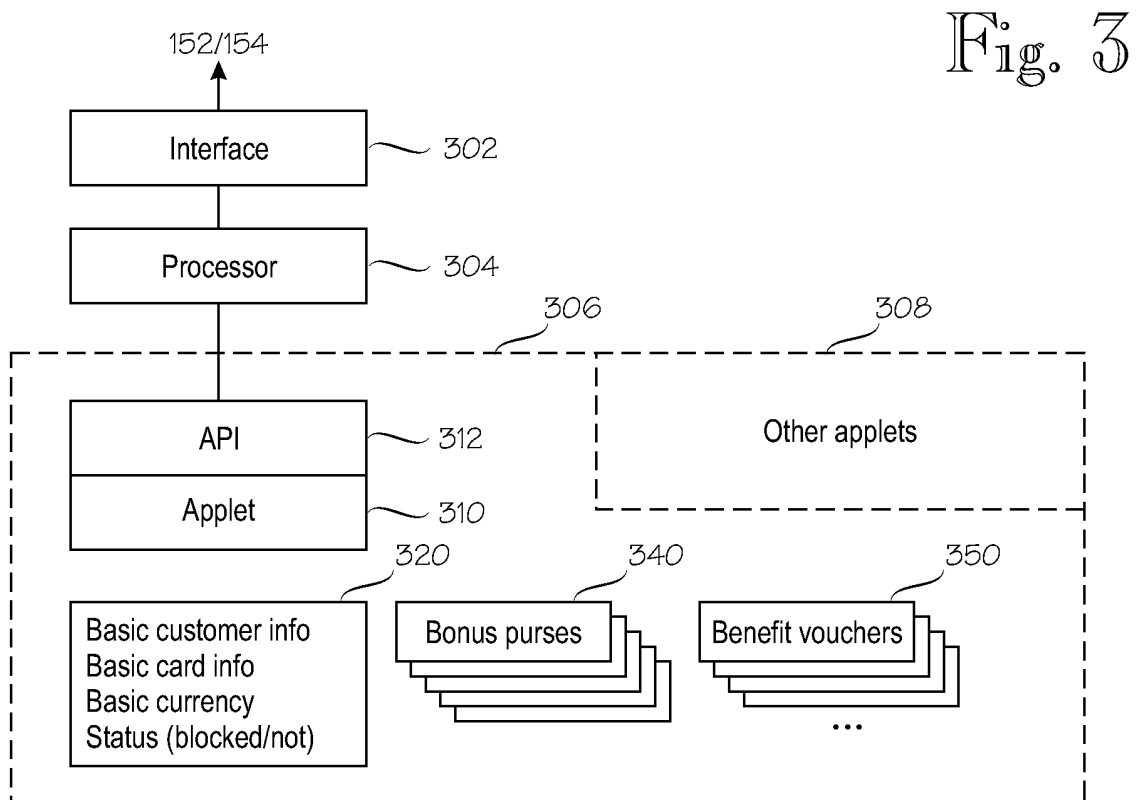 Fig. 3
152/154
Interface
302
Processor
304
306
308
API
312
Other applets
Applet
310
320
340
350
Basic customer info
Basic card info
Basic currency
Status (blocked/not)
Bonus purses
Benefit vouchers
...